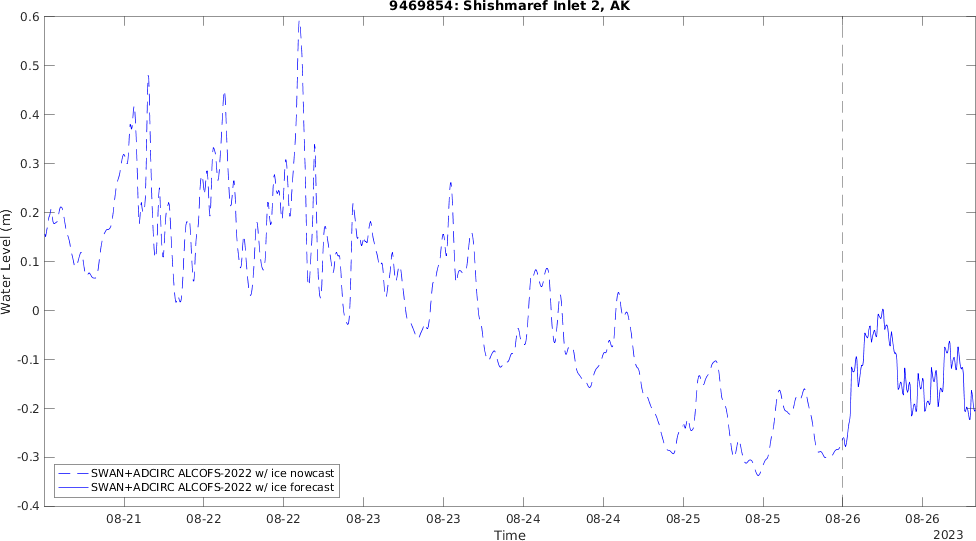 9469854: Shishmaref Inlet 2, AK
0.6
0.5
0.4
0.3
0.2
0.1
0
-0.1
-0.2
-0.3
-0.4
Water Level (m)
SWAN+ADCIRC ALCOFS-2022 w/ ice nowcast
SWAN+ADCIRC ALCOFS-2022 w/ ice forecast
08-21 08-22 08-22 08-23 08-23 08-24 08-24 08-25 08-25 08-26 08-26
Time
2023